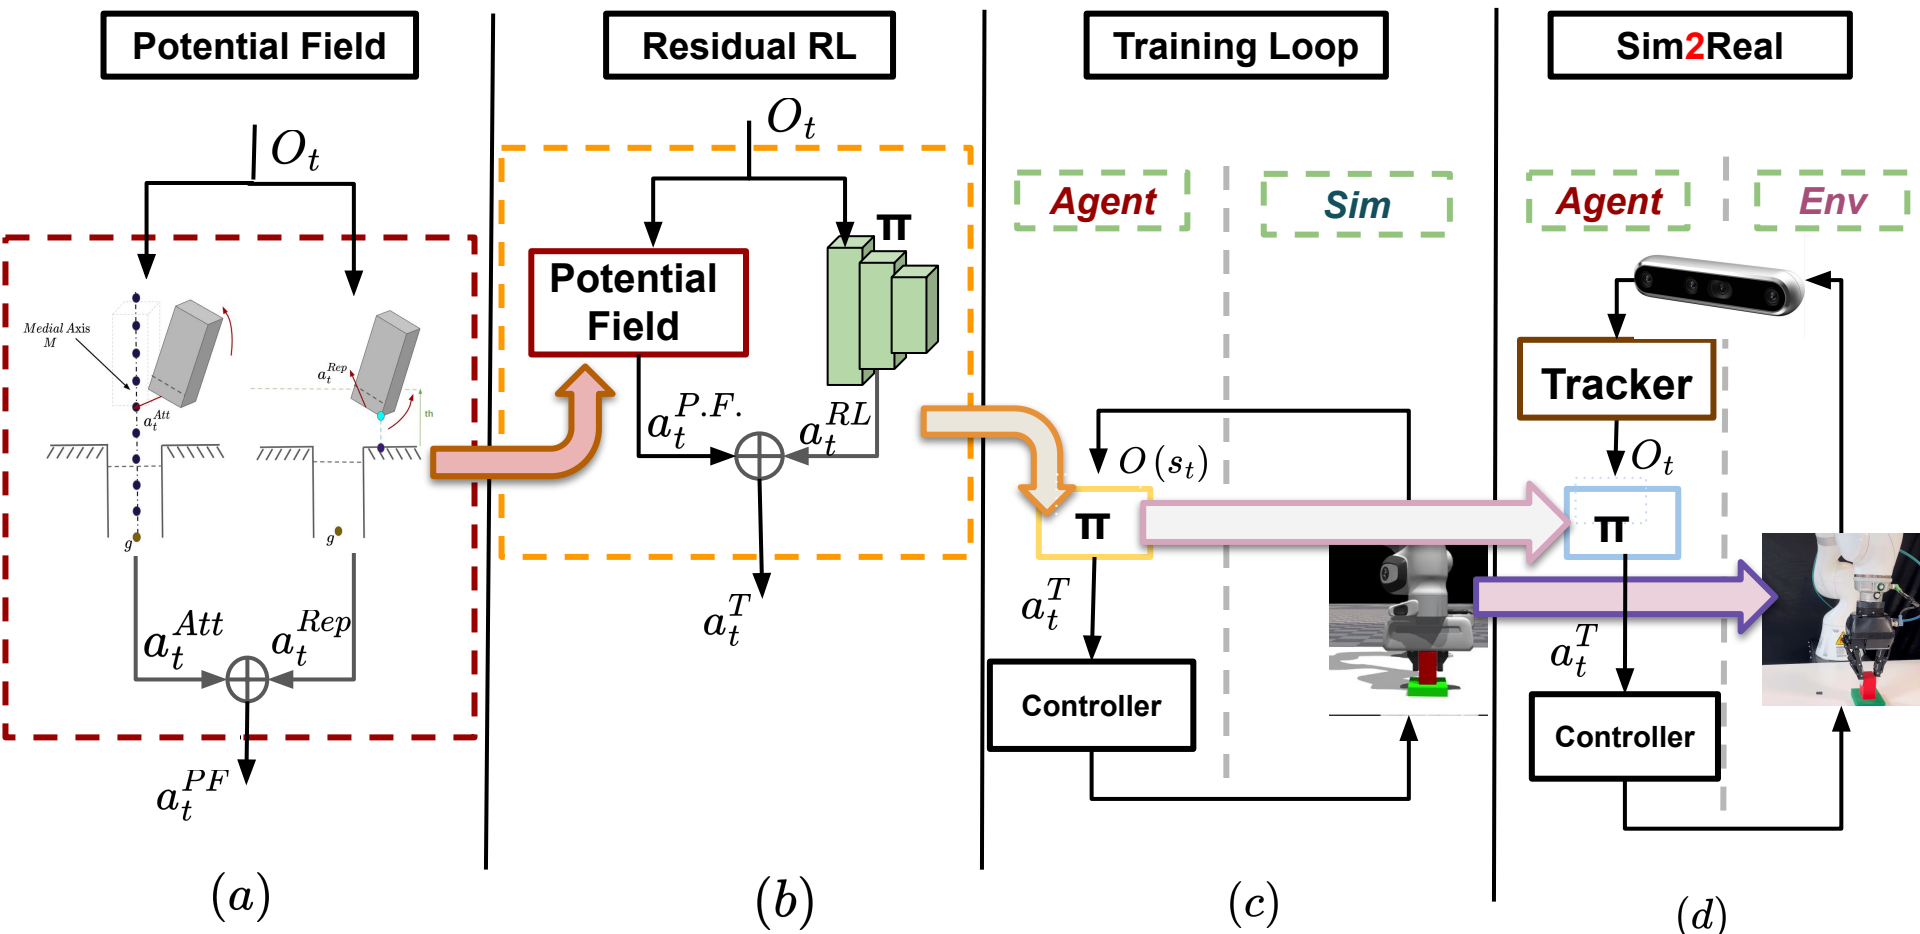 Potential Field
O_t
Medial Axis
M
a_t^{Att}
g
a_t^{Rep}
th
g
a_t^{Att}
a_t^{Rep}
a_t^{PF}
(a)
Residual RL
O_t
π
Potential
Field
a_t^{P.F.}
a_t^{RL}
a_t^T
(b)
Training Loop
Agent
Sim
O(s_t)
π
a_t^T
Controller
(c)
Sim2Real
Agent
Env
Tracker
O_t
π
a_t^T
Controller
(d)